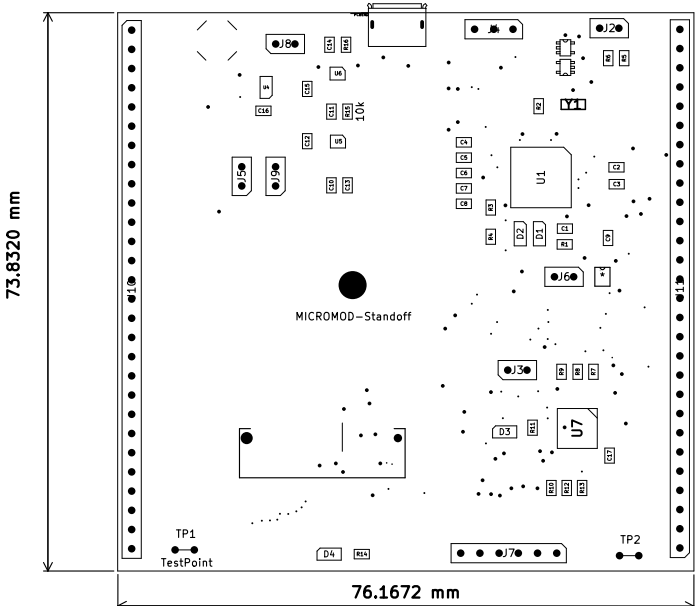 J8
C14
R16
J4
J2
R6
R5
U6
U4
C15
C16
C11
R15
10k
R2
Y1
C12
U5
J5
J9
C10
C13
C4
C5
C6
C7
C8
U1
C2
C3
R3
R4
D2
D1
C1
R1
C9
73.8320 mm
J10
J6
*
J11
MICROMOD-Standoff
J3
R9
R8
R7
D3
R11
U7
C17
R10
R12
R13
TP1
TestPoint
D4
R14
J7
TP2
76.1672 mm